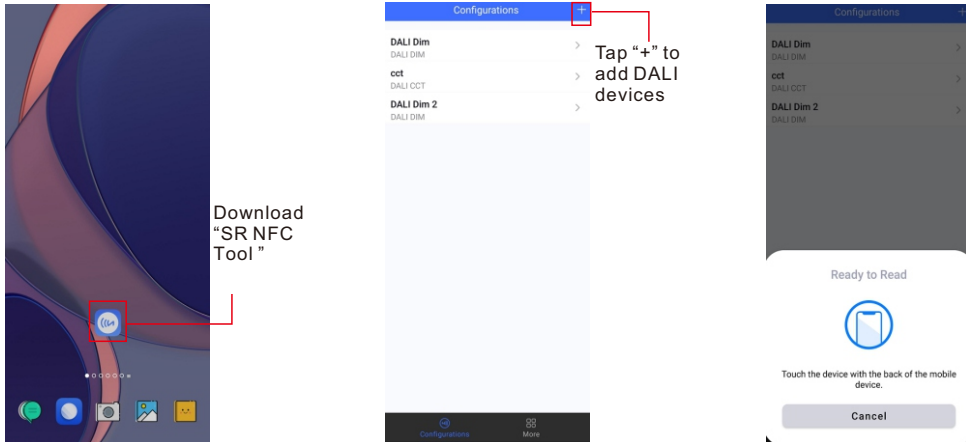 Download
“SR NFC
Tool ”
Configurations +
DALI Dim
DALI DIM
cct
DALI CCT
DALI Dim 2
DALI DIM
Configurations
More
Tap “+” to
add DALI
devices
Configurations +
DALI Dim
DALI DIM
cct
DALI CCT
DALI Dim 2
DALI DIM
Ready to Read
Touch the device with the back of the mobile
device.
Cancel